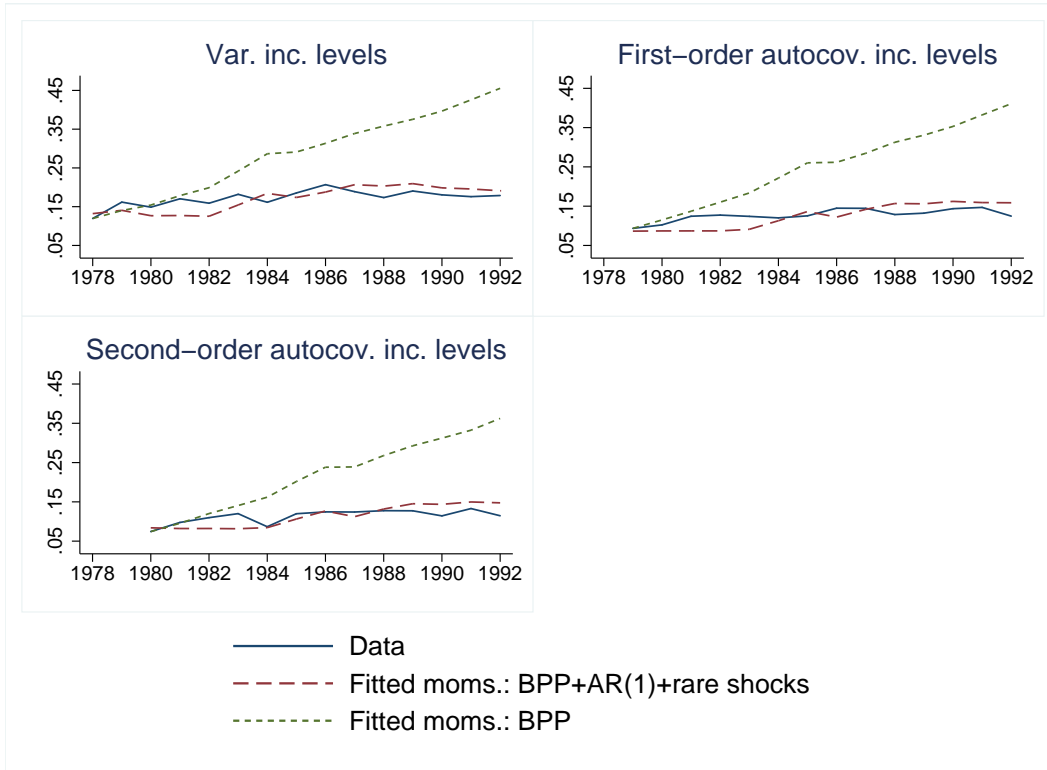 Var. inc. levels
.45
.35
.25
.15
.05
1978 1980 1982 1984 1986 1988 1990 1992
First−order autocov. inc. levels
.45
.35
.25
.15
.05
1978 1980 1982 1984 1986 1988 1990 1992
Second−order autocov. inc. levels
.45
.35
.25
.15
.05
1978 1980 1982 1984 1986 1988 1990 1992
Data
Fitted moms.: BPP+AR(1)+rare shocks
Fitted moms.: BPP